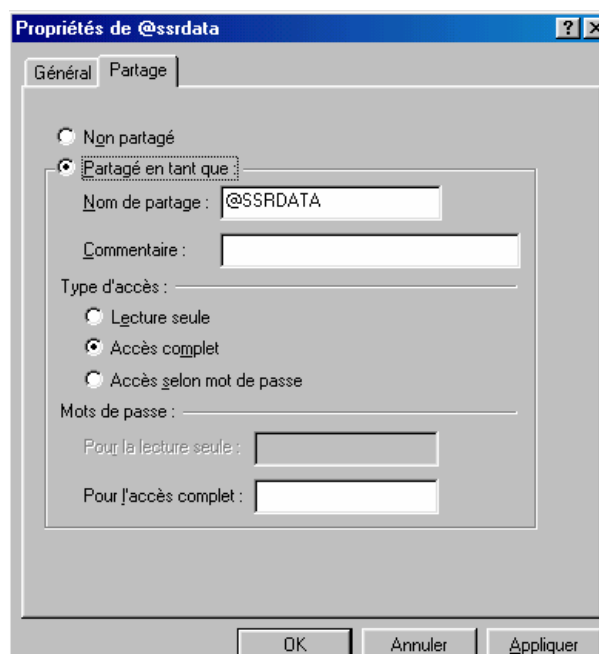 Propriétés de @ssrdata
Général Partage
Non partagé
Partagé en tant que :
Nom de partage : @SSRDATA
Commentaire :
Type d'accès :
Lecture seule
Accès complet
Accès selon mot de passe
Mots de passe :
Pour la lecture seule :
Pour l'accès complet :
OK Annuler Appliquer